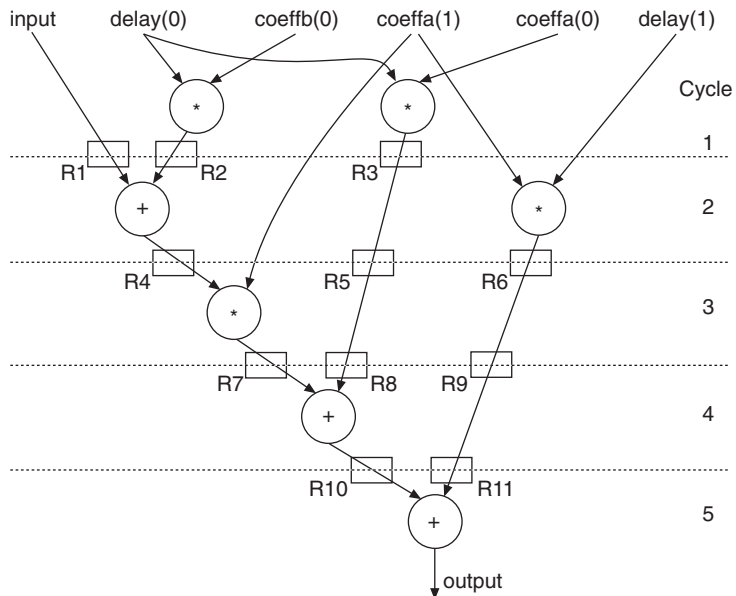 input delay(0) coeffb(0) coeffa(1) coeffa(0) delay(1)
Cycle
* *
1
R1 R2 R3
+ * 2
R4 R5 R6
* 3
R7 R8 R9
+ 4
R10 R11
+ 5
output